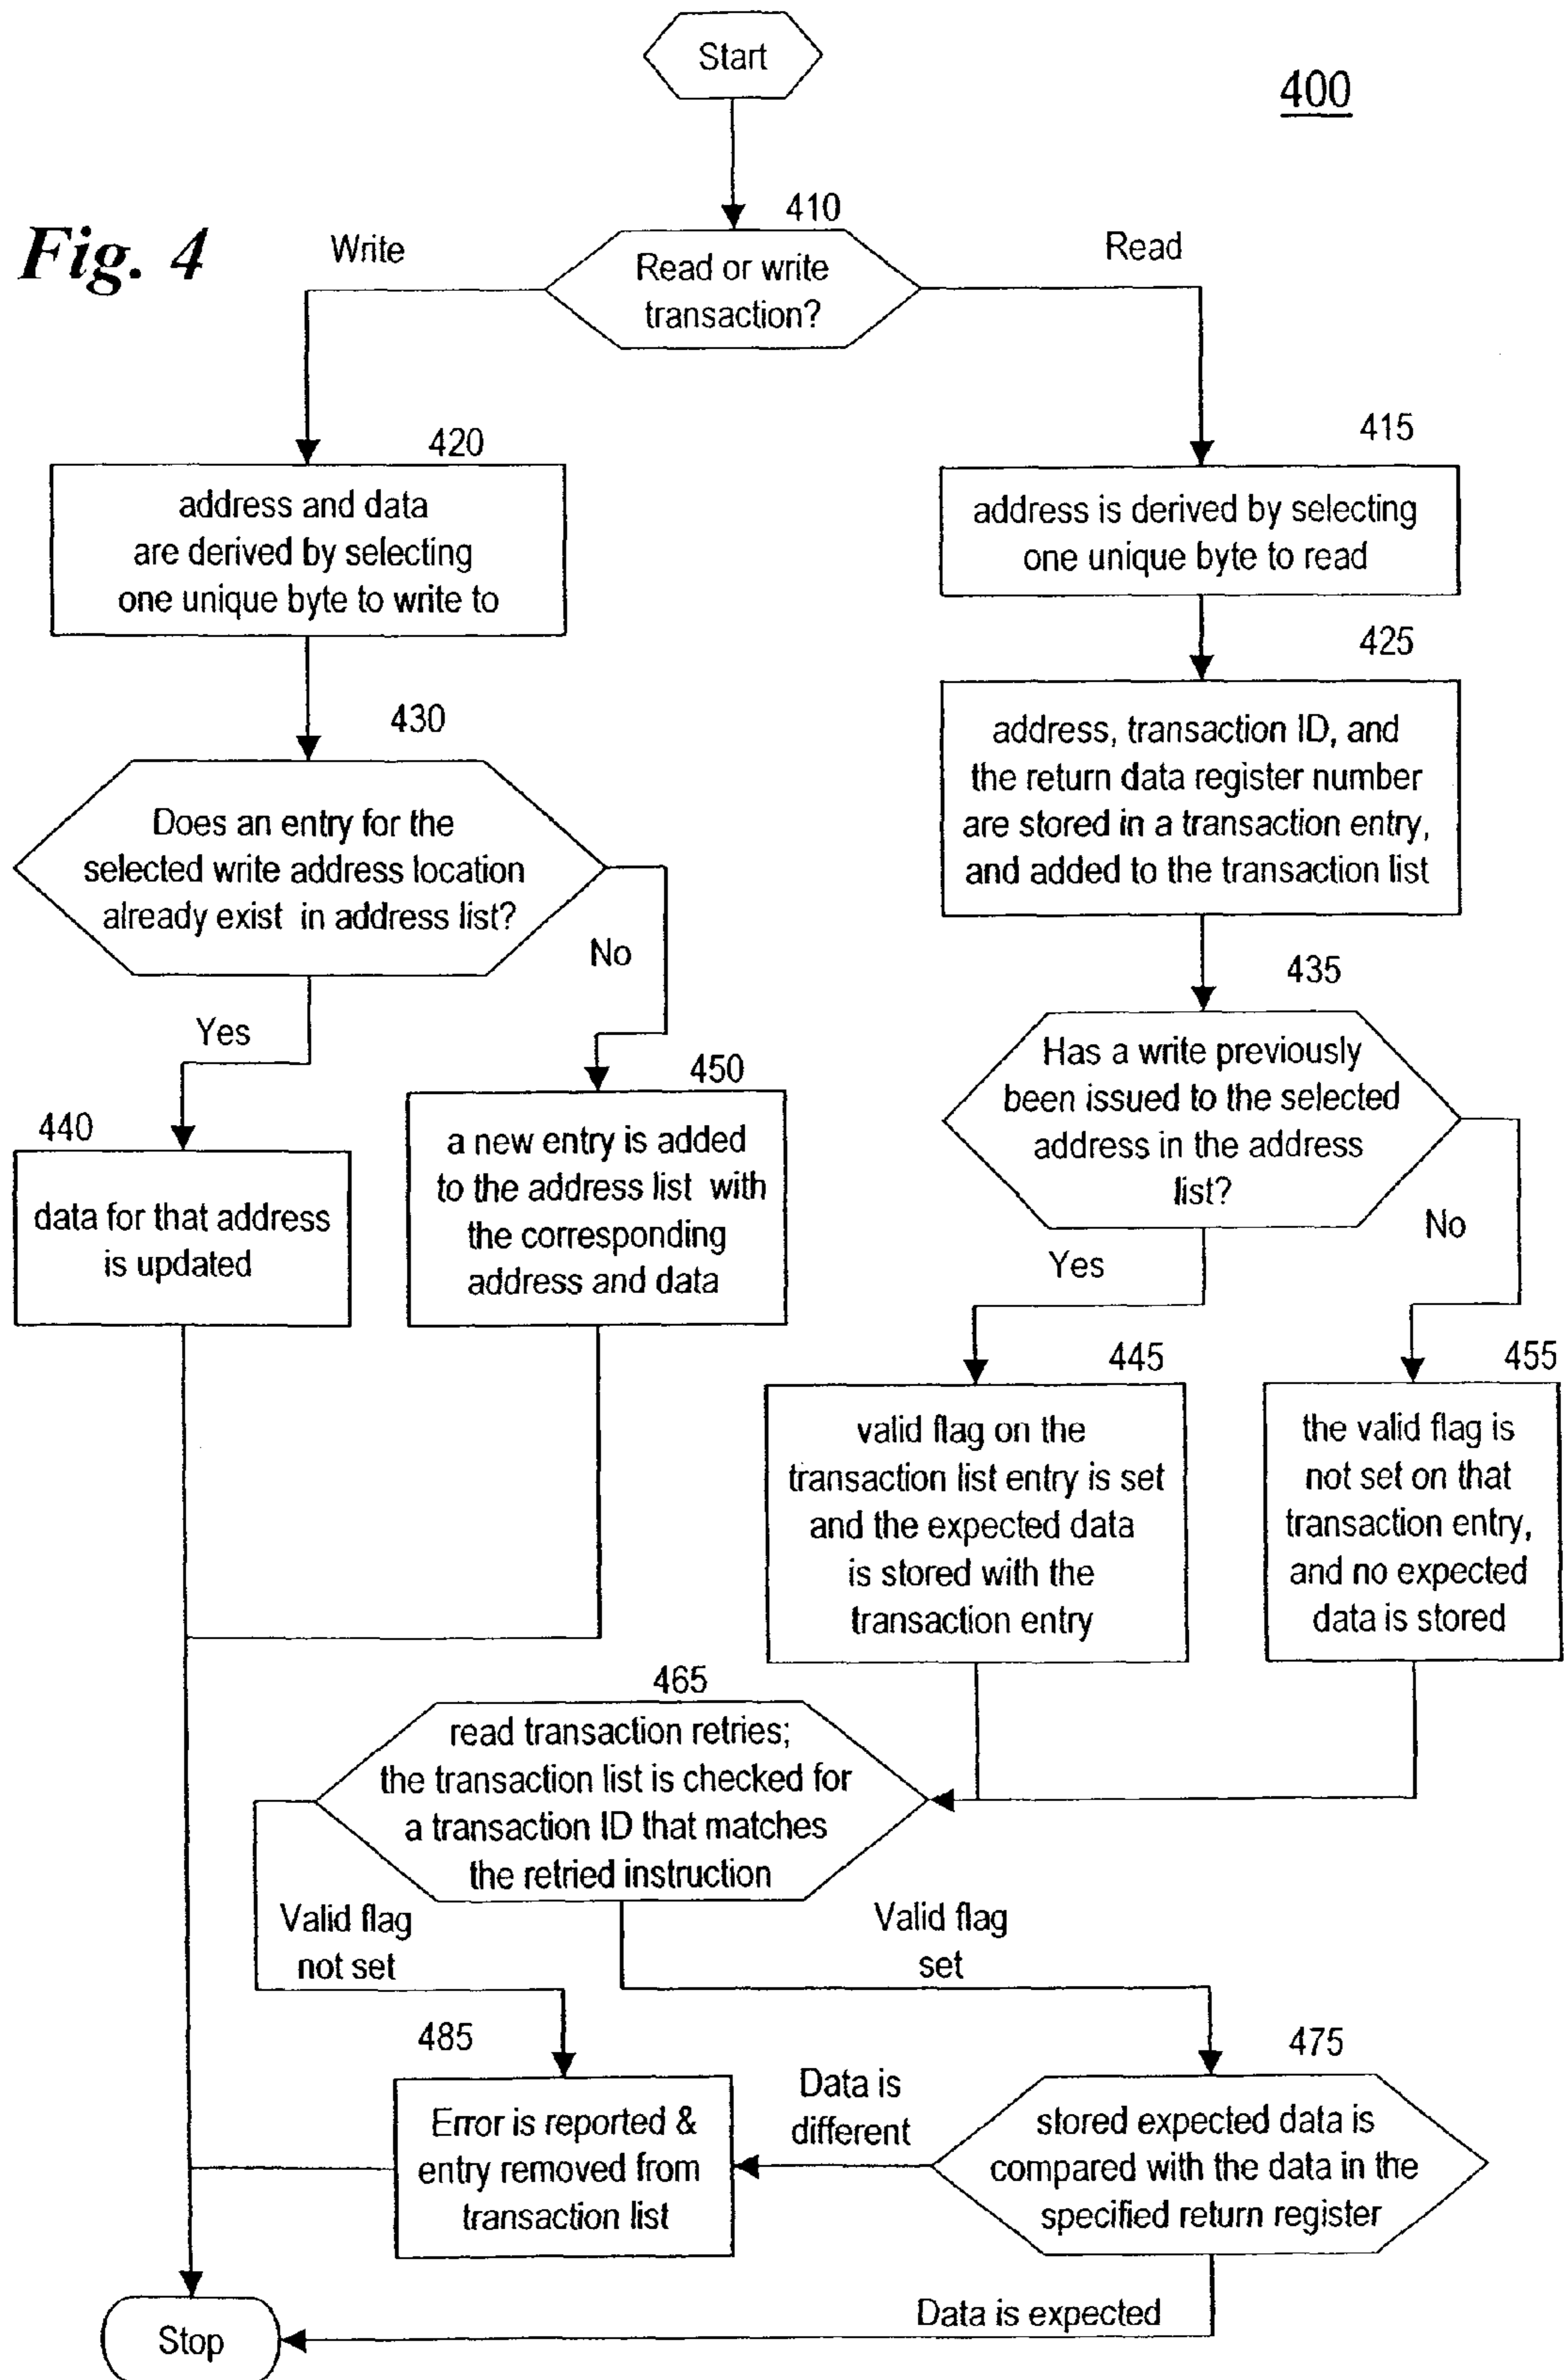 Start
400
Fig. 4
410
Write
Read
Read or write
transaction?
420
address and data
are derived by selecting
one unique byte to write to
415
address is derived by selecting
one unique byte to read
425
address, transaction ID, and
the return data register number
are stored in a transaction entry,
and added to the transaction list
430
Does an entry for the
selected write address location
already exist in address list?
No
Yes
435
Has a write previously
been issued to the selected
address in the address
list?
No
Yes
440
data for that address
is updated
450
a new entry is added
to the address list with
the corresponding
address and data
445
valid flag on the
transaction list entry is set
and the expected data
is stored with the
transaction entry
455
the valid flag is
not set on that
transaction entry,
and no expected
data is stored
465
read transaction retries;
the transaction list is checked for
a transaction ID that matches
the retried instruction
Valid flag
not set
Valid flag
set
485
Error is reported &
entry removed from
transaction list
Data is
different
475
stored expected data is
compared with the data in the
specified return register
Data is expected
Stop